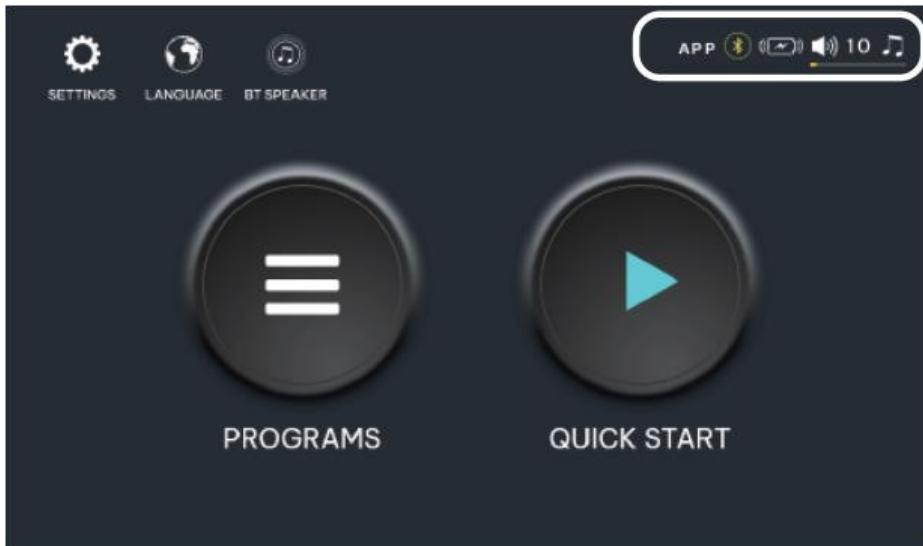 APP 10
SETTINGS LANGUAGE BT SPEAKER
PROGRAMS QUICK START